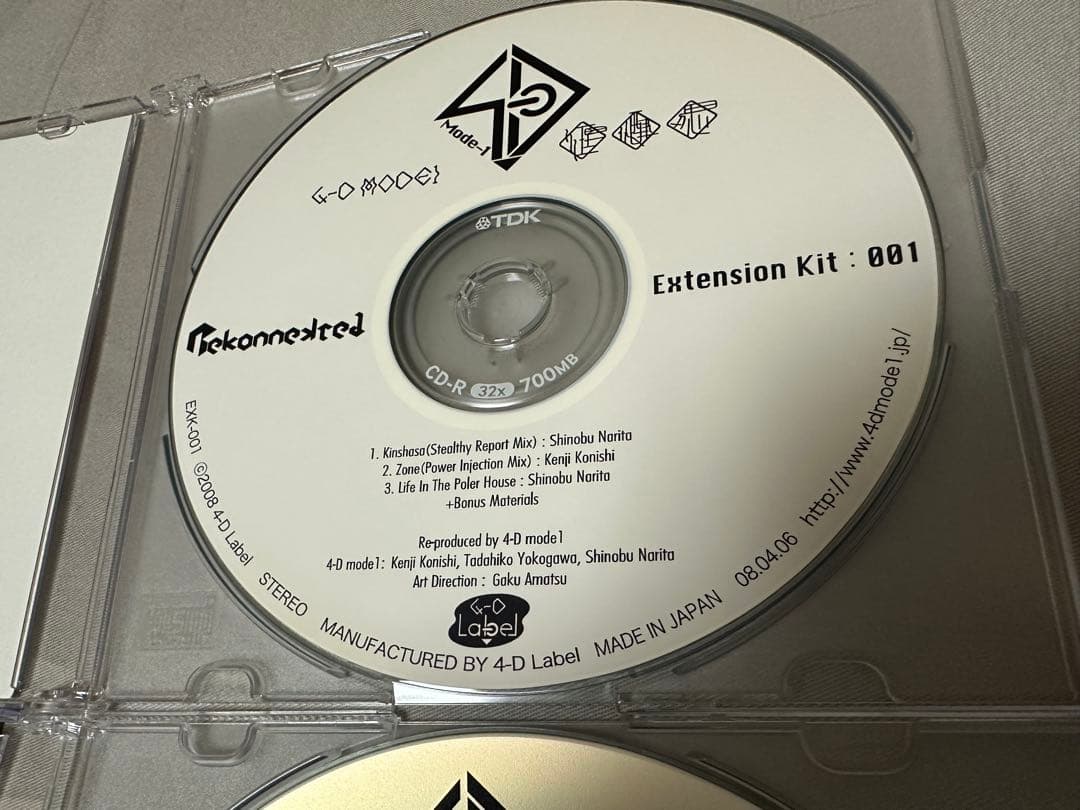 Mode-1
4-D MODE1
TDK
Extension Kit : 001
Rekonnekted
CD-R 32x 700MB
1. Kinshasa(Stealthy Report Mix) : Shinobu Narita
2. Zone(Power Injection Mix) : Kenji Konishi
3. Life In The Poler House : Shinobu Narita
+Bonus Materials
Re-produced by 4-D mode1
4-D mode1: Kenji Konishi, Tadahiko Yokogawa, Shinobu Narita
Art Direction : Gaku Amatsu
4-D
Label
EXK-001 ©2008 4-D Label STEREO MANUFACTURED BY 4-D Label MADE IN JAPAN 08.04.06 http://www.4dmode1.jp/